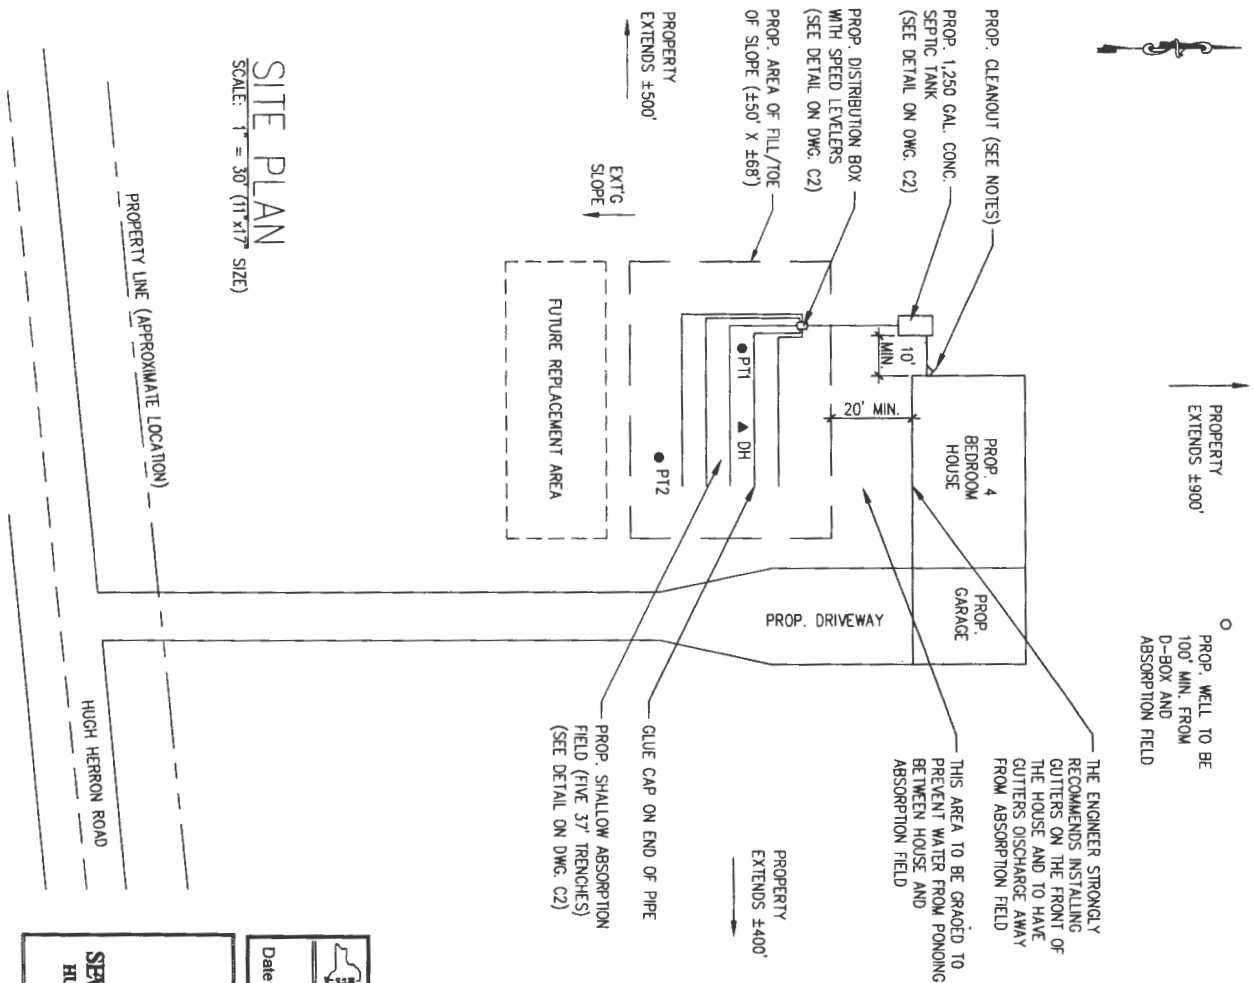 PROP. CLEANOUT (SEE NOTES)
PROP. 1,250 GAL. CONC.
SEPTIC TANK
(SEE DETAIL ON DWG. C2)
PROP. DISTRIBUTION BOX
WITH SPEED LEVELERS
(SEE DETAIL ON DWG. C2)
PROP. AREA OF FILL/TOE
OF SLOPE (±50' X ±68')
PROPERTY
EXTENDS ±500'
EXT'G
SLOPE
SITE PLAN
SCALE: 1" = 30' (11"x17" SIZE)
PROPERTY LINE (APPROXIMATE LOCATION)
PROPERTY
EXTENDS ±900'
PROP. WELL TO BE
100' MIN. FROM
D-BOX AND
ABSORPTION FIELD
10'
MIN.
20' MIN.
PROP. 4
BEDROOM
HOUSE
PROP.
GARAGE
PROP. DRIVEWAY
PT1
DH
PT2
FUTURE REPLACEMENT AREA
THE ENGINEER STRONGLY
RECOMMENDS INSTALLING
GUTTERS ON THE FRONT OF
THE HOUSE AND TO HAVE
GUTTERS DISCHARGE AWAY
FROM ABSORPTION FIELD
THIS AREA TO BE GRADED TO
PREVENT WATER FROM PONDING
BETWEEN HOUSE AND
ABSORPTION FIELD
GLUE CAP ON END OF PIPE
PROP. SHALLOW ABSORPTION
FIELD (FIVE 37' TRENCHES)
(SEE DETAIL ON DWG. C2)
PROPERTY
EXTENDS ±400'
HUGH HERRON ROAD
Date: